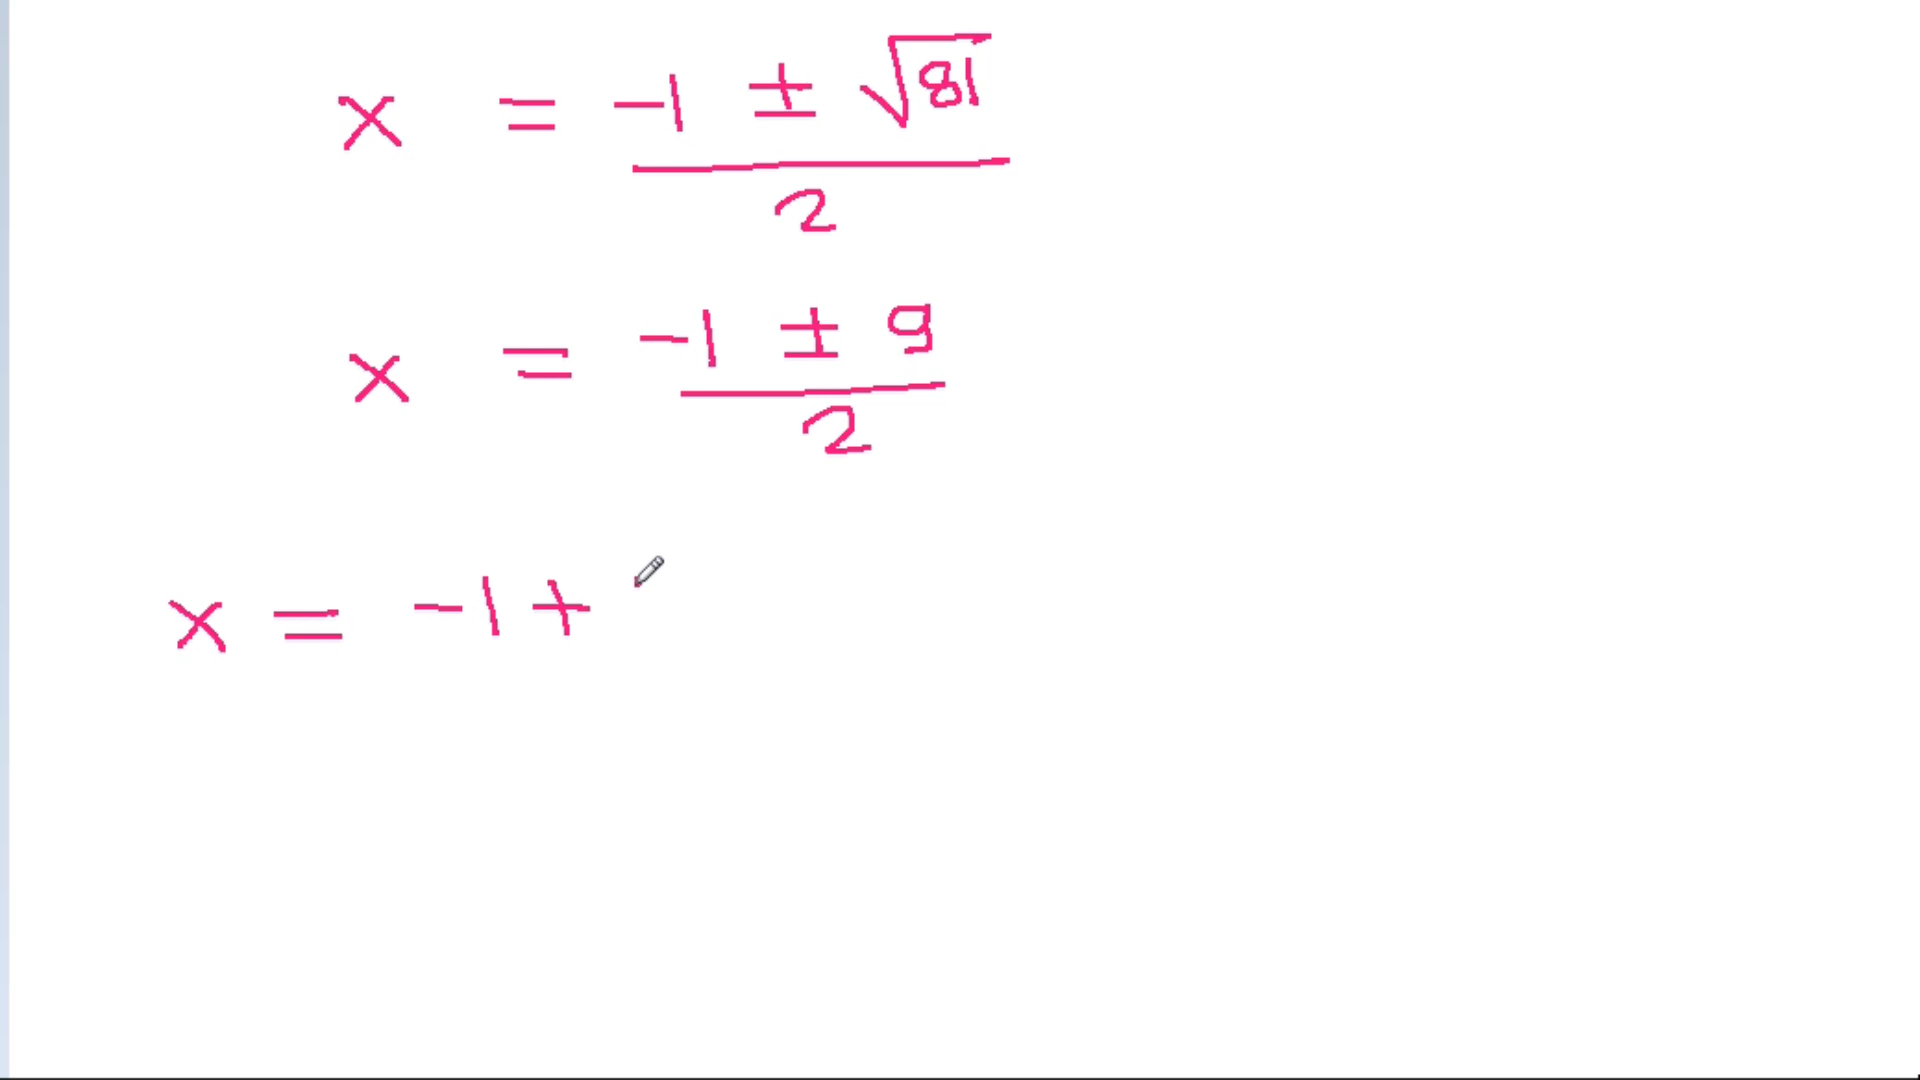 x = (-1 ± √81) / 2
x = (-1 ± 9) / 2
x = -1 +